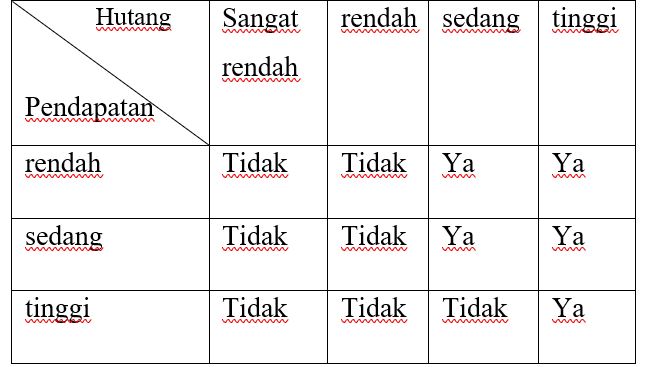 Hutang
Sangat rendah
rendah
sedang
tinggi
Pendapatan
rendah Tidak Tidak Ya Ya
sedang Tidak Tidak Ya Ya
tinggi Tidak Tidak Tidak Ya